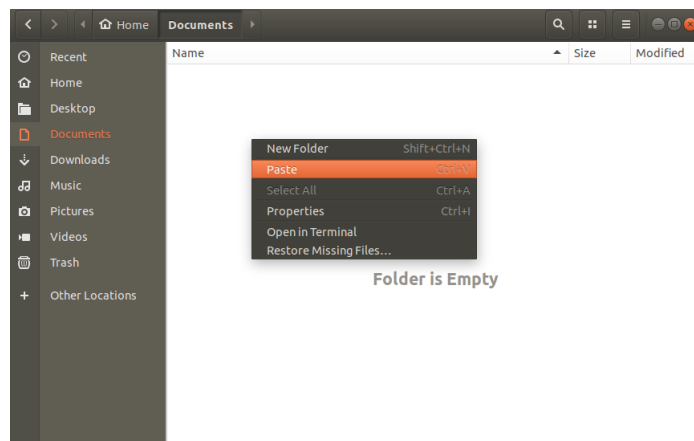 Home Documents
Name Size Modified
Recent
Home
Desktop
Documents
Downloads
Music
Pictures
Videos
Trash
Other Locations
New Folder Shift+Ctrl+N
Paste Ctrl+V
Select All Ctrl+A
Properties Ctrl+I
Open in Terminal
Restore Missing Files...
Folder is Empty